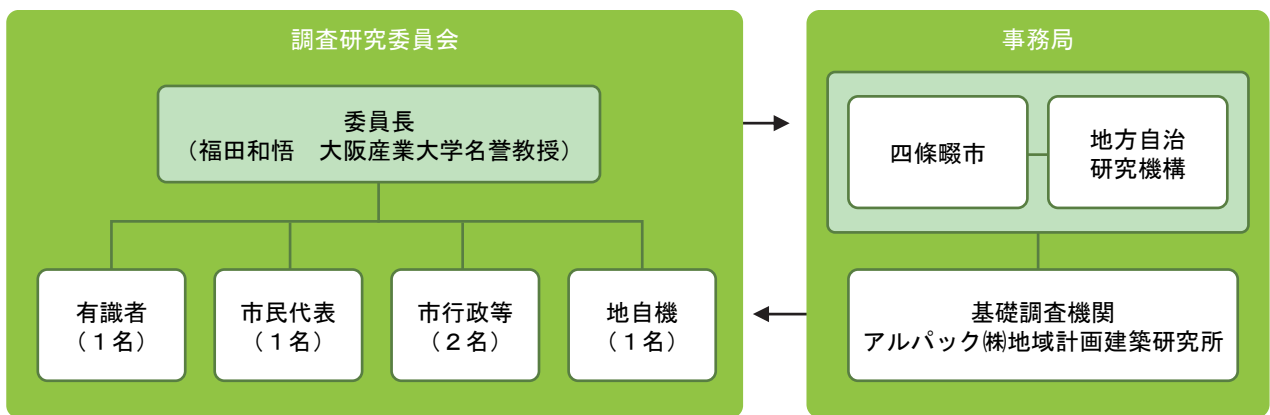 調査研究委員会
委員長
（福田和悟　大阪産業大学名誉教授）
有識者
（１名）
市民代表
（１名）
市行政等
（２名）
地自機
（１名）
事務局
四條畷市
地方自治
研究機構
基礎調査機関
アルパック㈱地域計画建築研究所